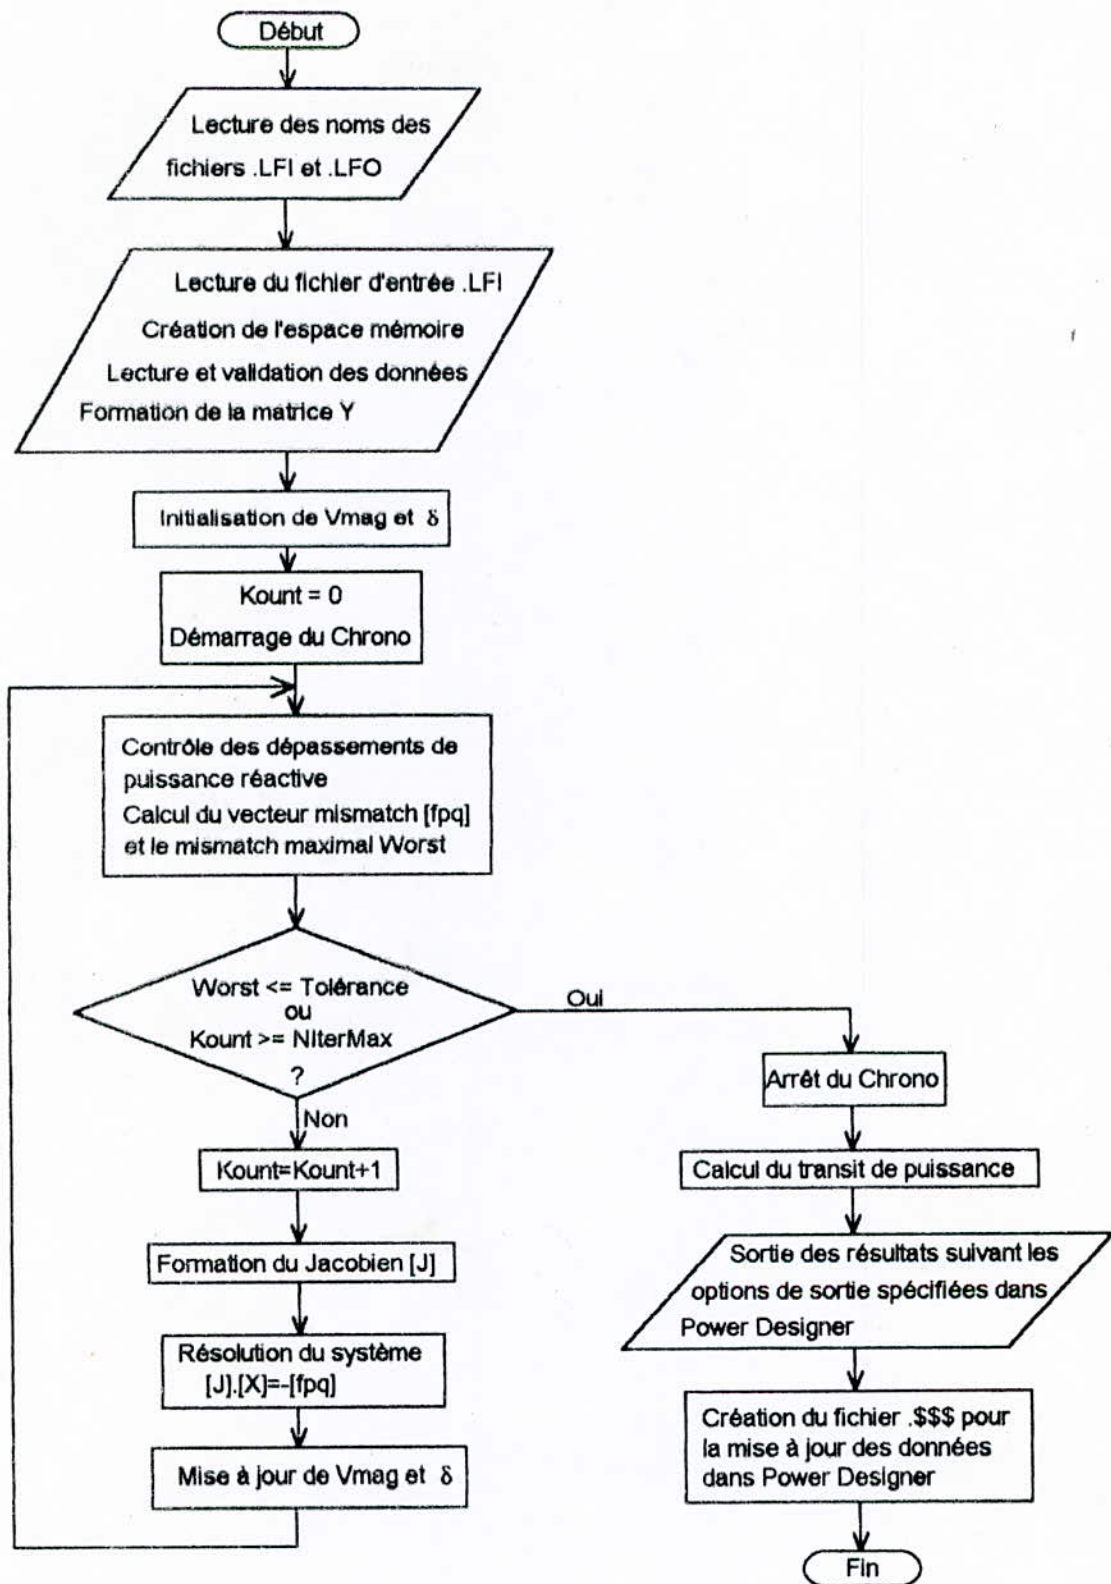 Début
Lecture des noms des
fichiers .LFI et .LFO
Lecture du fichier d'entrée .LFI
Création de l'espace mémoire
Lecture et validation des données
Formation de la matrice Y
Initialisation de Vmag et δ
Kount = 0
Démarrage du Chrono
Contrôle des dépassements de
puissance réactive
Calcul du vecteur mismatch [fpq]
et le mismatch maximal Worst
Worst <= Tolérance
ou
Kount >= NIterMax
?
Oui
Non
Kount=Kount+1
Formation du Jacobien [J]
Résolution du système
[J].[X]=-[fpq]
Mise à jour de Vmag et δ
Arrêt du Chrono
Calcul du transit de puissance
Sortie des résultats suivant les
options de sortie spécifiées dans
Power Designer
Création du fichier .$$$ pour
la mise à jour des données
dans Power Designer
Fin